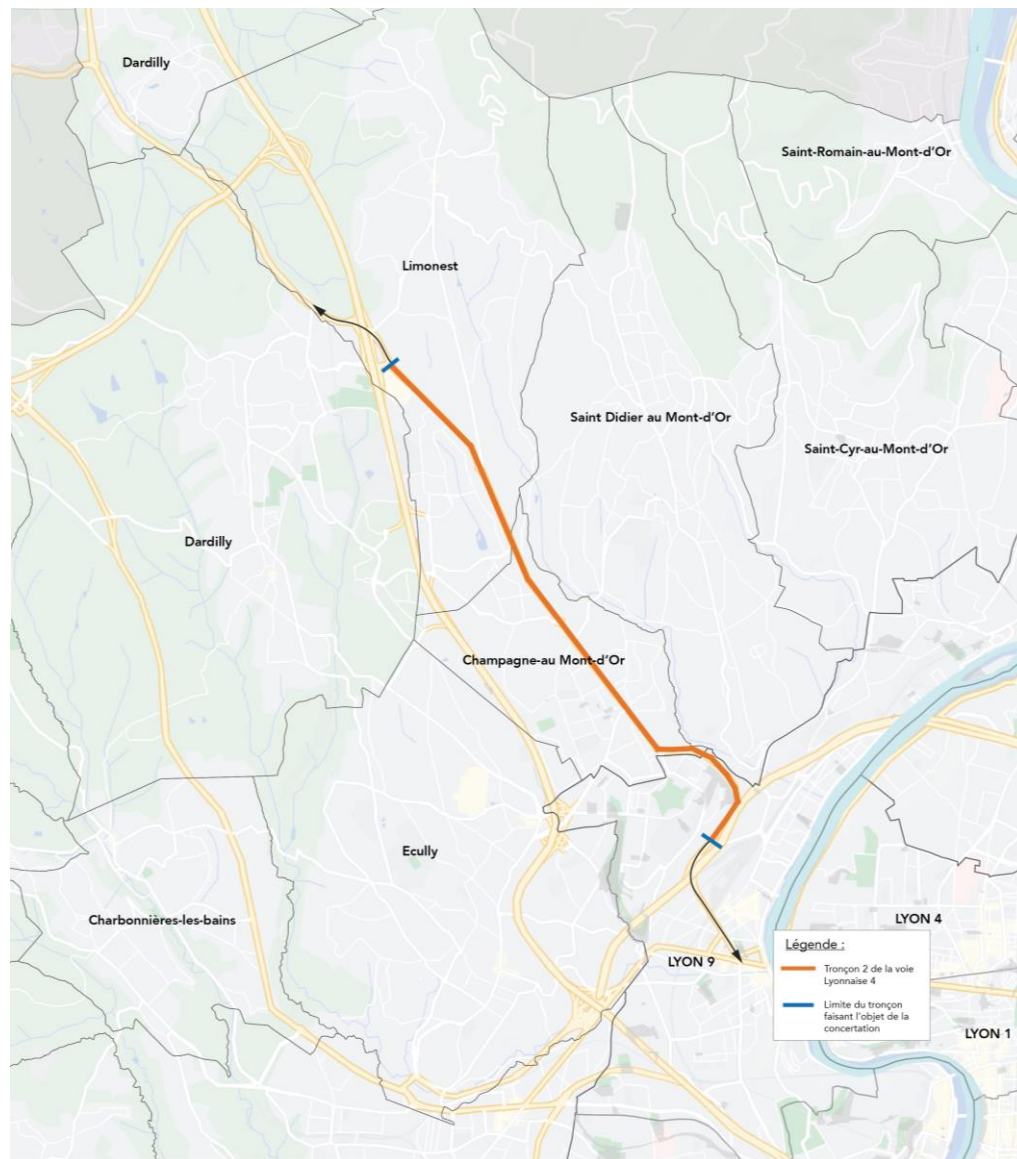 Dardilly
Saint-Romain-au-Mont-d'Or
Limonest
Saint Didier au Mont-d'Or
Saint-Cyr-au-Mont-d'Or
Dardilly
Champagne-au Mont-d'Or
Ecully
Charbonnières-les-bains
LYON 4
LYON 9
Légende :
Tronçon 2 de la voie
Lyonnaise 4
Limite du tronçon
faisant l'objet de la
concertation
LYON 1